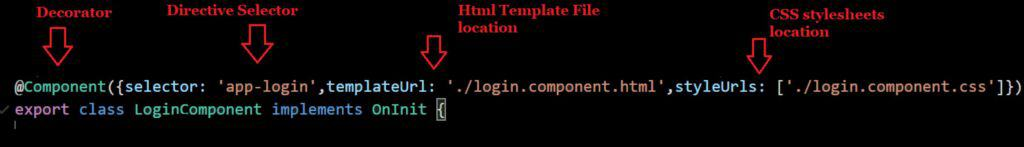 Decorator
Directive Selector
Html Template File
location
CSS stylesheets
location
@Component({selector: 'app-login',templateUrl: './login.component.html',styleUrls: ['./login.component.css']})
export class LoginComponent implements OnInit {